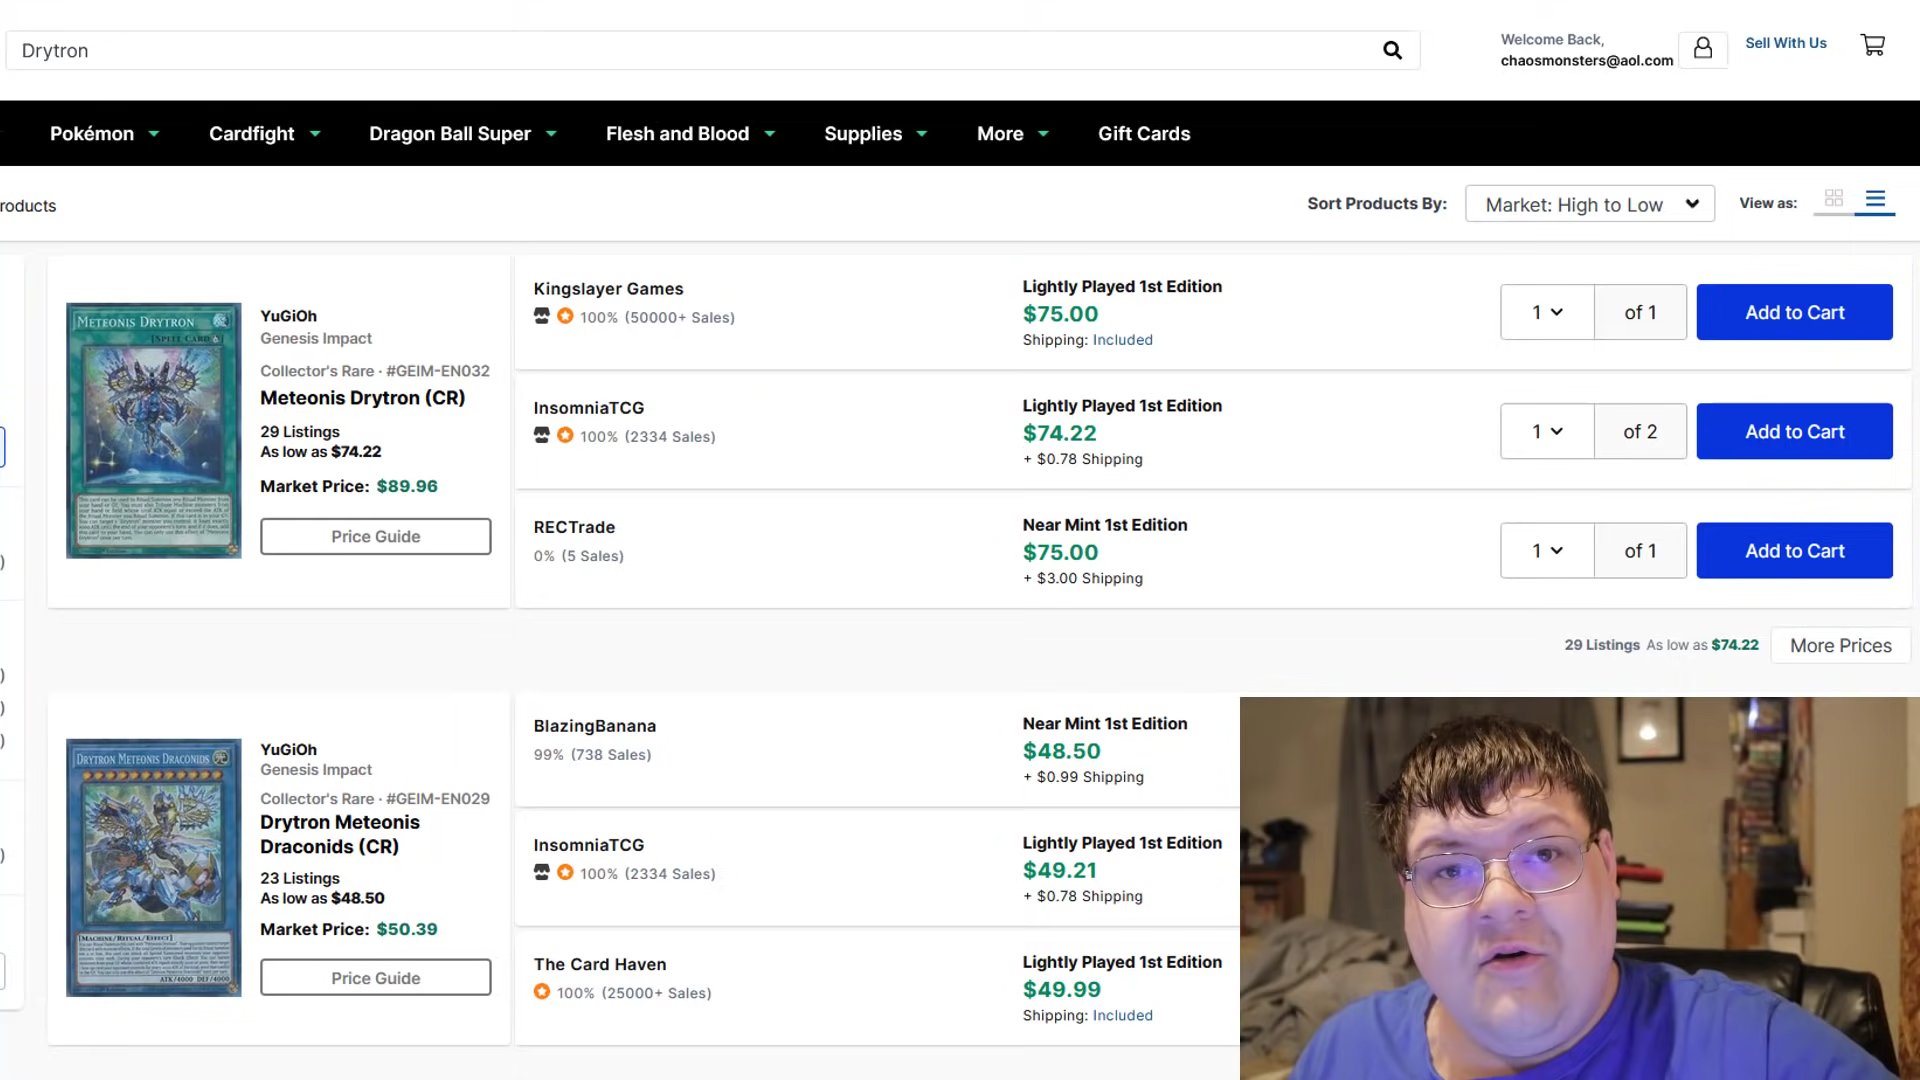 Drytron
Welcome Back,
chaosmonsters@aol.com
Sell With Us
Pokémon
Cardfight
Dragon Ball Super
Flesh and Blood
Supplies
More
Gift Cards
roducts
Sort Products By:
Market: High to Low
View as:
METEONIS DRYTRON
[SPELL CARD]
YuGiOh
Genesis Impact
Collector's Rare · #GEIM-EN032
Meteonis Drytron (CR)
29 Listings
As low as $74.22
Market Price: $89.96
Price Guide
Kingslayer Games
100% (50000+ Sales)
Lightly Played 1st Edition
$75.00
Shipping: Included
1
of 1
Add to Cart
InsomniaTCG
100% (2334 Sales)
Lightly Played 1st Edition
$74.22
+ $0.78 Shipping
1
of 2
Add to Cart
RECTrade
0% (5 Sales)
Near Mint 1st Edition
$75.00
+ $3.00 Shipping
1
of 1
Add to Cart
29 Listings As low as $74.22
More Prices
DRYTRON METEONIS DRACONIDS
[MACHINE/RITUAL/EFFECT]
ATK/4000 DEF/4000
YuGiOh
Genesis Impact
Collector's Rare · #GEIM-EN029
Drytron Meteonis
Draconids (CR)
23 Listings
As low as $48.50
Market Price: $50.39
Price Guide
BlazingBanana
99% (738 Sales)
Near Mint 1st Edition
$48.50
+ $0.99 Shipping
InsomniaTCG
100% (2334 Sales)
Lightly Played 1st Edition
$49.21
+ $0.78 Shipping
The Card Haven
100% (25000+ Sales)
Lightly Played 1st Edition
$49.99
Shipping: Included